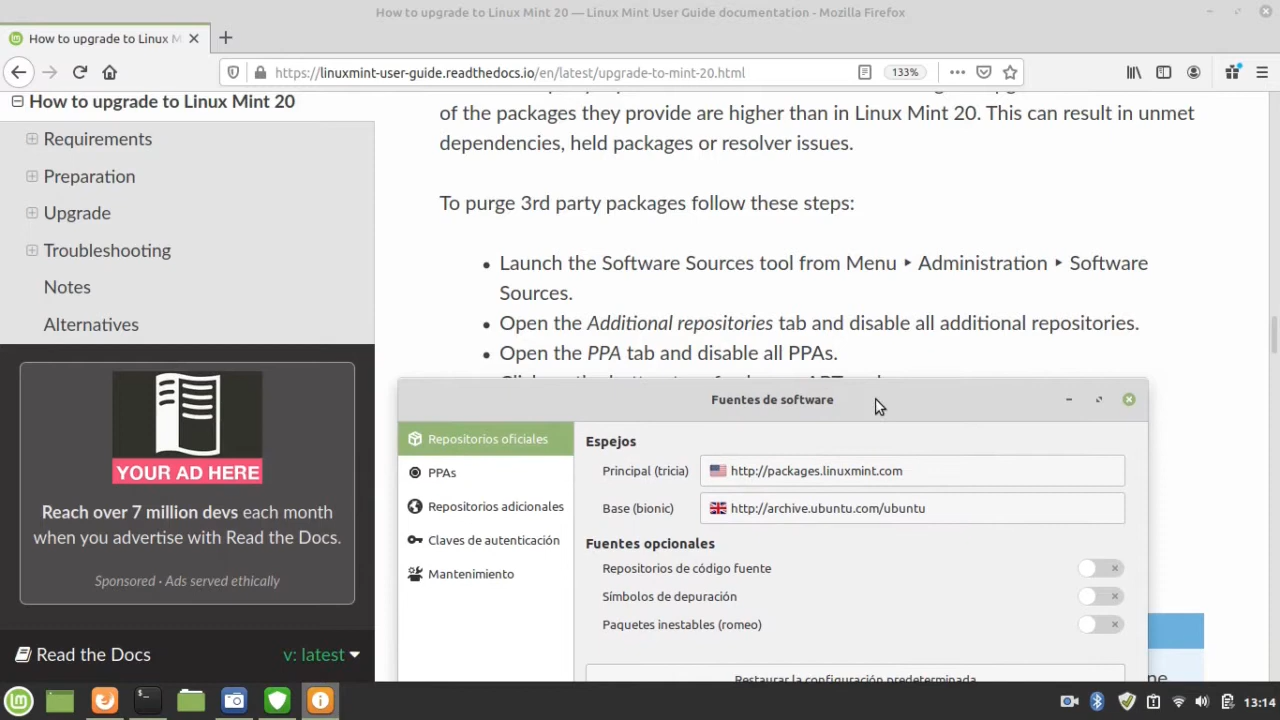 How to upgrade to Linux Mint 20 — Linux Mint User Guide documentation - Mozilla Firefox
How to upgrade to Linux M
https://linuxmint-user-guide.readthedocs.io/en/latest/upgrade-to-mint-20.html
133%
How to upgrade to Linux Mint 20
Requirements
Preparation
Upgrade
Troubleshooting
Notes
Alternatives
YOUR AD HERE
Reach over 7 million devs each month
when you advertise with Read the Docs.
Sponsored · Ads served ethically
Read the Docs
v: latest
of the packages they provide are higher than in Linux Mint 20. This can result in unmet
dependencies, held packages or resolver issues.
To purge 3rd party packages follow these steps:
• Launch the Software Sources tool from Menu ‣ Administration ‣ Software
Sources.
• Open the Additional repositories tab and disable all additional repositories.
• Open the PPA tab and disable all PPAs.
Fuentes de software
Repositorios oficiales
PPAs
Repositorios adicionales
Claves de autenticación
Mantenimiento
Espejos
Principal (tricia)
http://packages.linuxmint.com
Base (bionic)
http://archive.ubuntu.com/ubuntu
Fuentes opcionales
Repositorios de código fuente
Símbolos de depuración
Paquetes inestables (romeo)
Restaurar la configuración predeterminada
ne
13:14